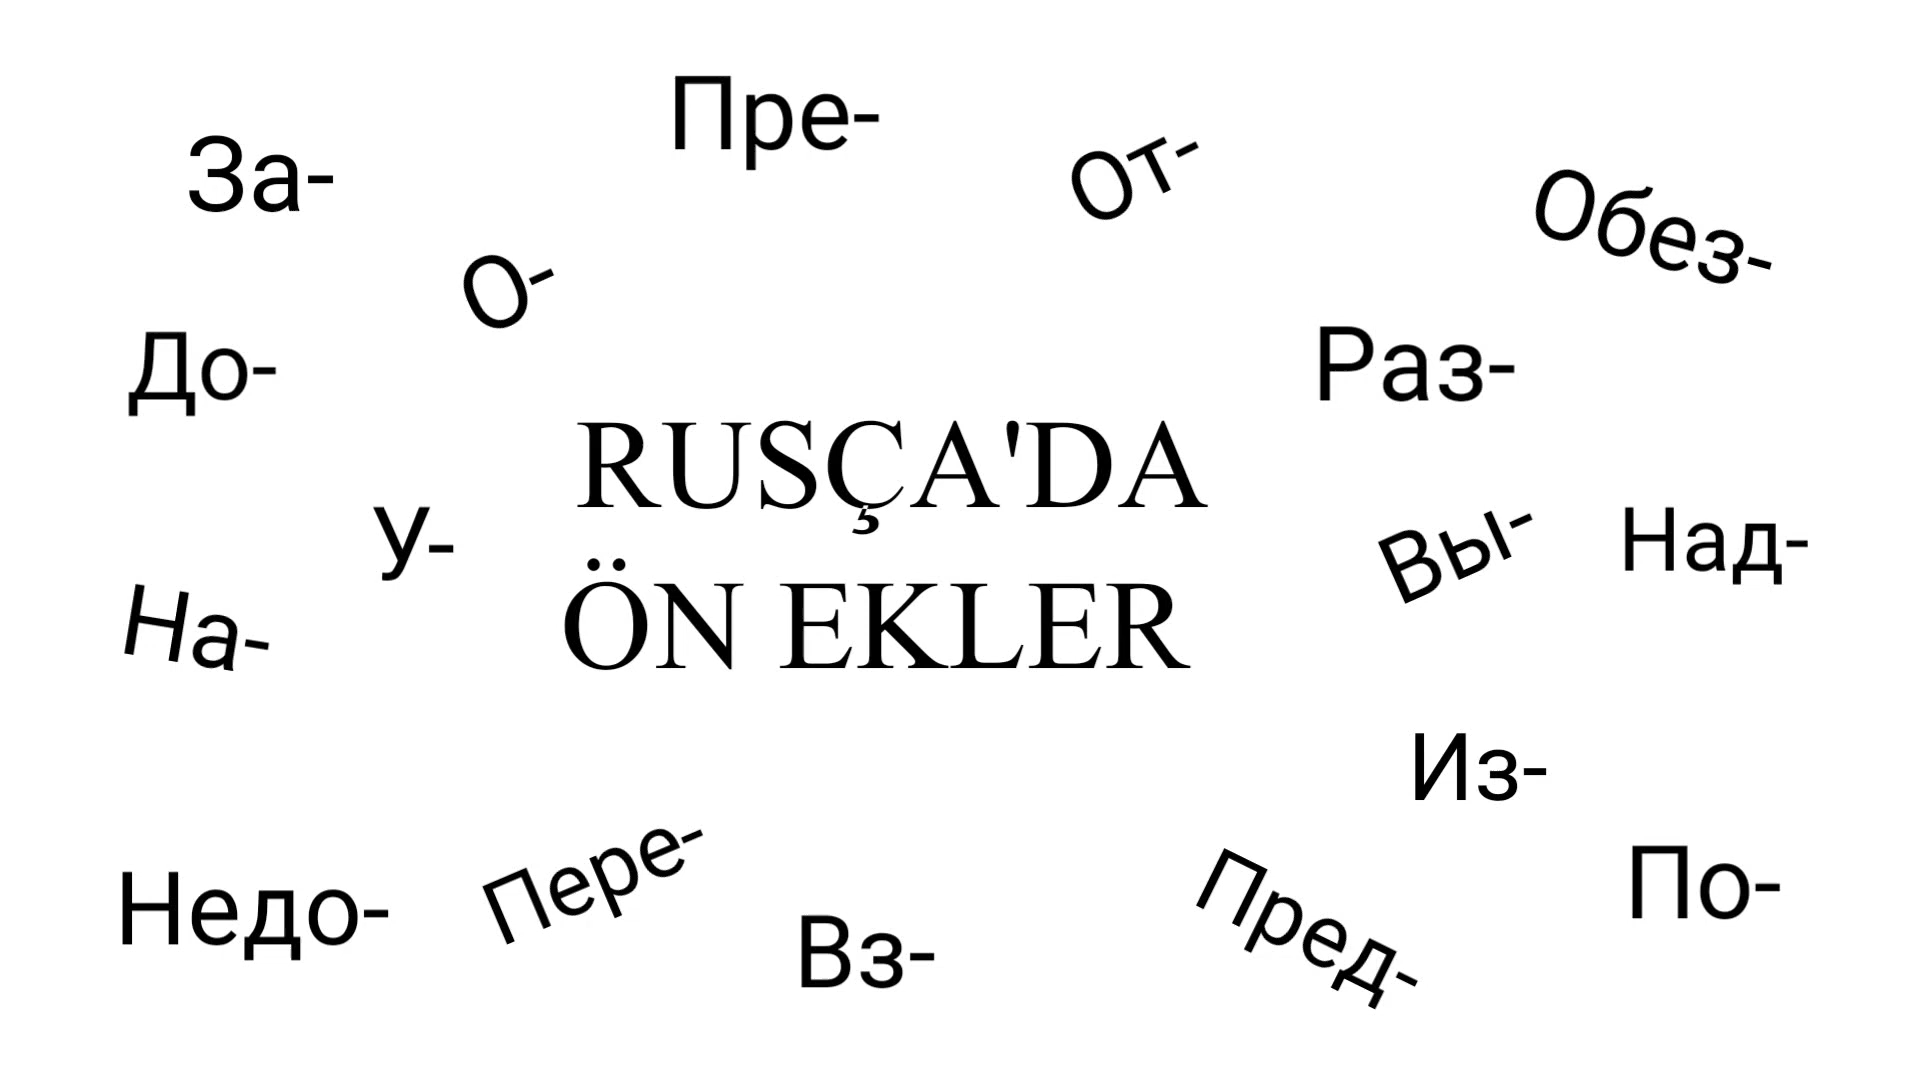 Пре-
За-
От-
Обез-
О-
До-
Раз-
RUSÇA'DA
ÖN EKLER
У-
Вы-
Над-
На-
Из-
Недо-
Пере-
Вз-
Пред-
По-